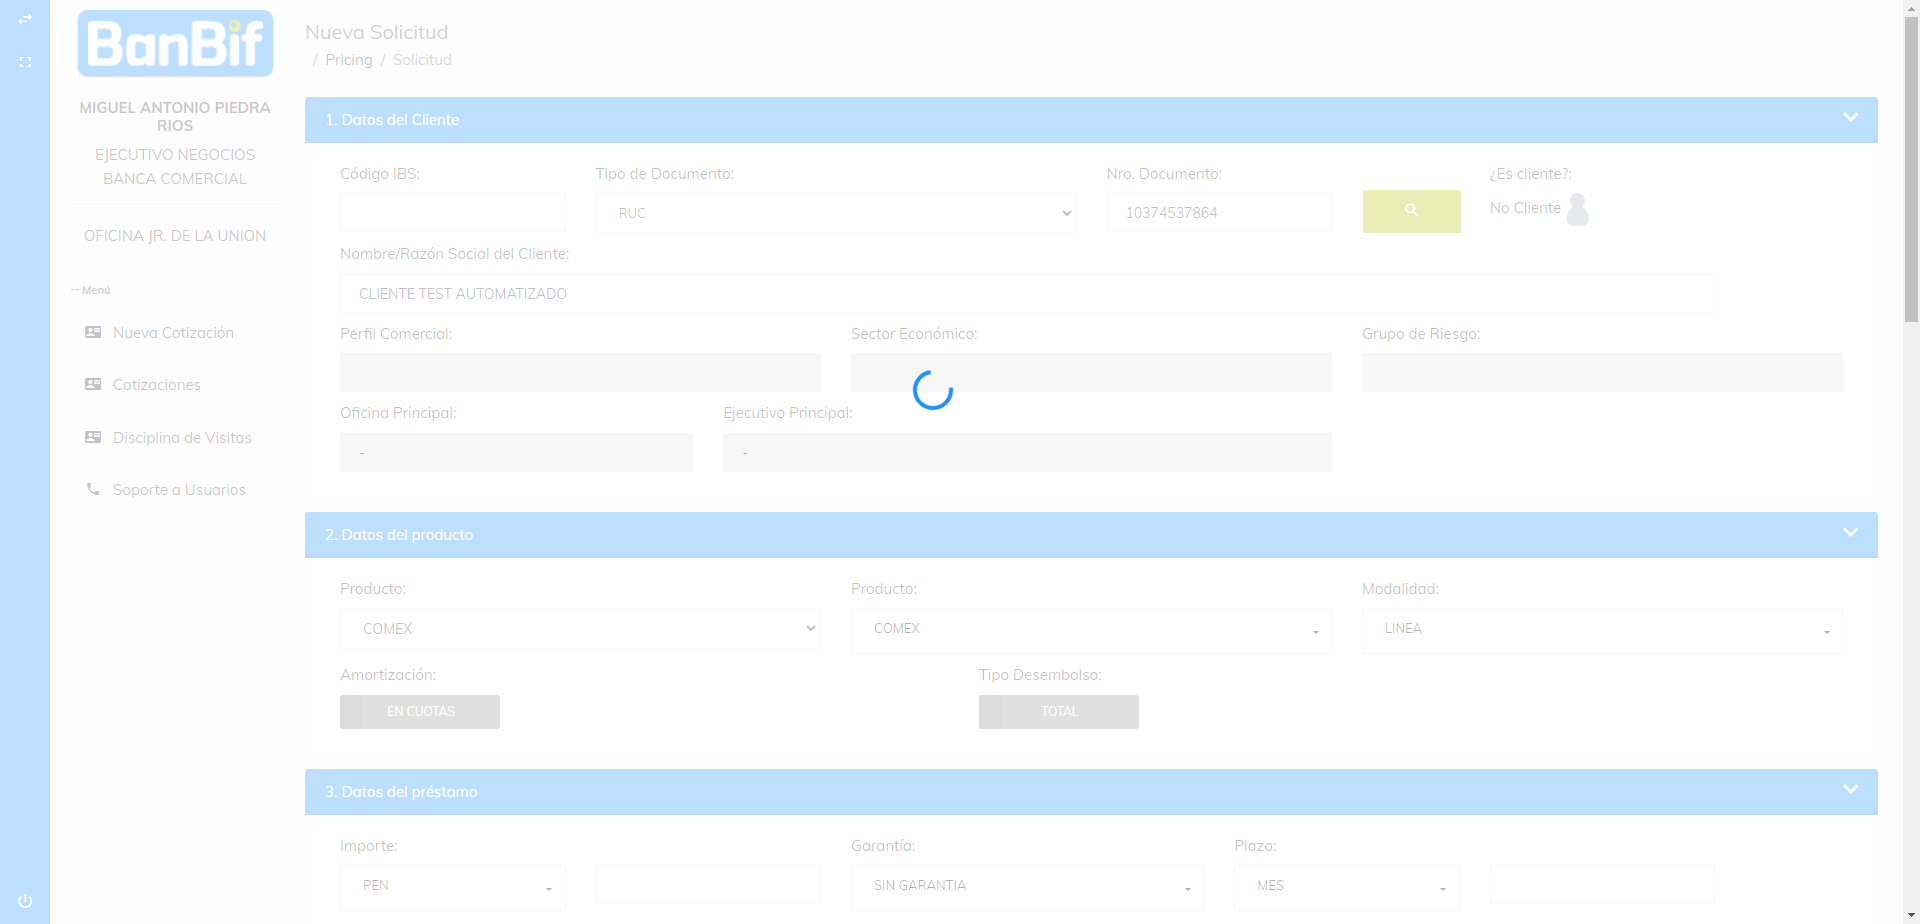 BanBif
MIGUEL ANTONIO PIEDRA
RIOS
EJECUTIVO NEGOCIOS
BANCA COMERCIAL
OFICINA JR. DE LA UNION
-- Menú
Nueva Cotización
Cotizaciones
Disciplina de Visitas
Soporte a Usuarios
Nueva Solicitud
/ Pricing / Solicitud
1. Datos del Cliente
Código IBS:
Tipo de Documento:
Nro. Documento:
¿Es cliente?:
RUC
10374537864
No Cliente
Nombre/Razón Social del Cliente:
CLIENTE TEST AUTOMATIZADO
Perfil Comercial:
Sector Económico:
Grupo de Riesgo:
Oficina Principal:
Ejecutivo Principal:
-
-
2. Datos del producto
Producto:
Producto:
Modalidad:
COMEX
COMEX
LINEA
Amortización:
Tipo Desembolso:
EN CUOTAS
TOTAL
3. Datos del préstamo
Importe:
Garantía:
Plazo:
PEN
SIN GARANTIA
MES